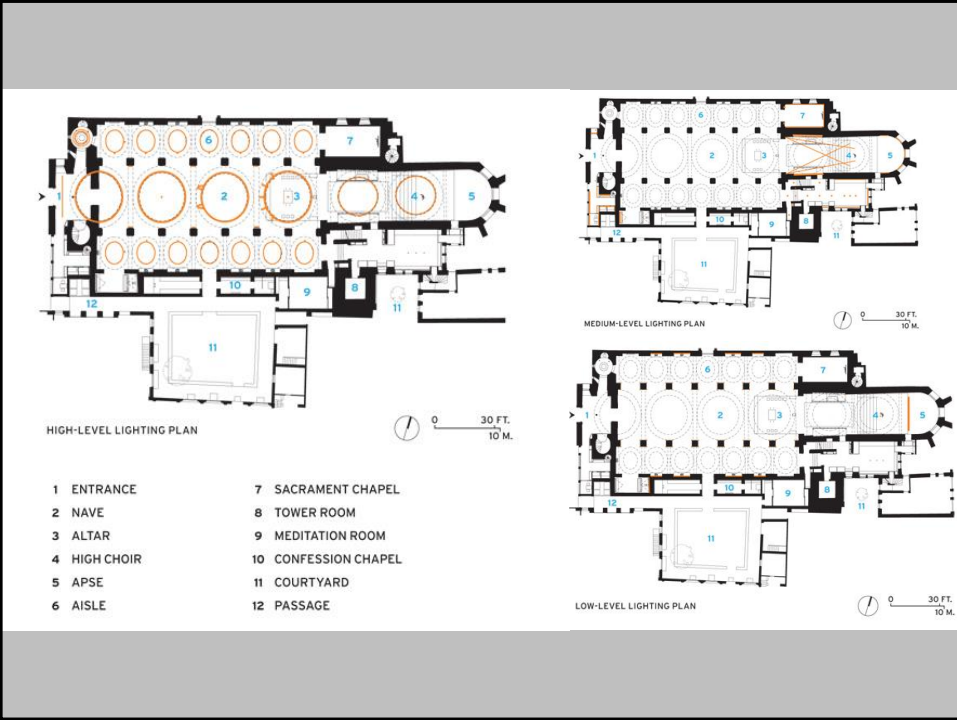 6
7
1
2
3
4
5
10
9
8
12
11
11
HIGH-LEVEL LIGHTING PLAN
0 30 FT.
10 M.
1 ENTRANCE
2 NAVE
3 ALTAR
4 HIGH CHOIR
5 APSE
6 AISLE
7 SACRAMENT CHAPEL
8 TOWER ROOM
9 MEDITATION ROOM
10 CONFESSION CHAPEL
11 COURTYARD
12 PASSAGE
6
7
1
2
3
4
5
10
9
8
12
11
11
MEDIUM-LEVEL LIGHTING PLAN
0 30 FT.
10 M.
6
7
1
2
3
4
5
10
9
8
12
11
11
LOW-LEVEL LIGHTING PLAN
0 30 FT.
10 M.